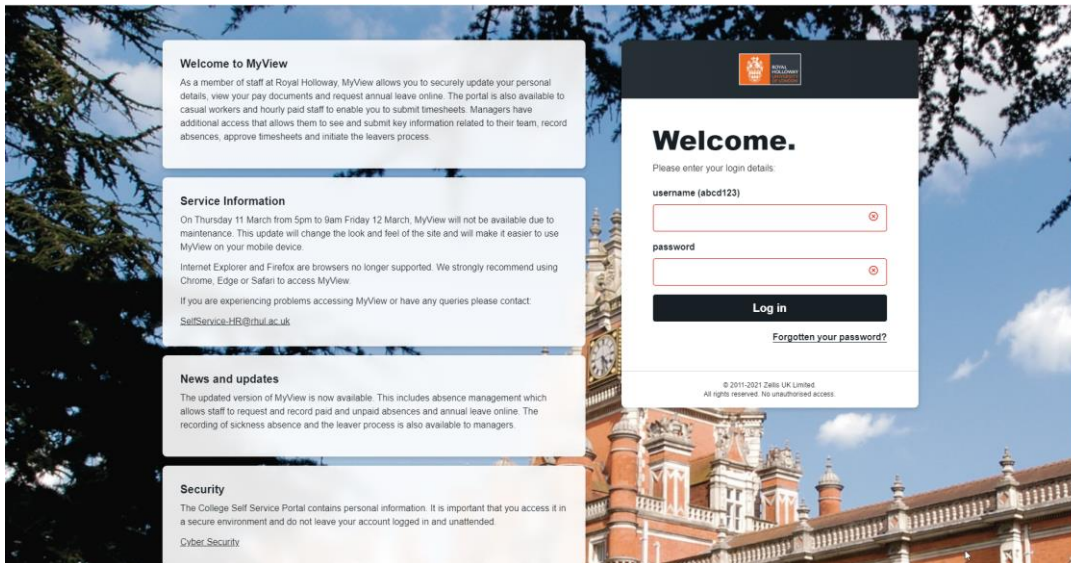 Welcome to MyView
As a member of staff at Royal Holloway, MyView allows you to securely update your personal
details, view your pay documents and request annual leave online. The portal is also available to
casual workers and hourly paid staff to enable you to submit timesheets. Managers have
additional access that allows them to see and submit key information related to their team, record
absences, approve timesheets and initiate the leavers process.
Service Information
On Thursday 11 March from 5pm to 9am Friday 12 March, MyView will not be available due to
maintenance. This update will change the look and feel of the site and will make it easier to use
MyView on your mobile device.
Internet Explorer and Firefox are browsers no longer supported. We strongly recommend using
Chrome, Edge or Safari to access MyView.
If you are experiencing problems accessing MyView or have any queries please contact:
SelfService-HR@rhul.ac.uk
News and updates
The updated version of MyView is now available. This includes absence management which
allows staff to request and record paid and unpaid absences and annual leave online. The
recording of sickness absence and the leaver process is also available to managers.
Security
The College Self Service Portal contains personal information. It is important that you access it in
a secure environment and do not leave your account logged in and unattended.
Cyber Security
ROYAL
HOLLOWAY
UNIVERSITY
OF LONDON
Welcome.
Please enter your login details:
username (abcd123)
password
Log in
Forgotten your password?
© 2011-2021 Zellis UK Limited.
All rights reserved. No unauthorised access.